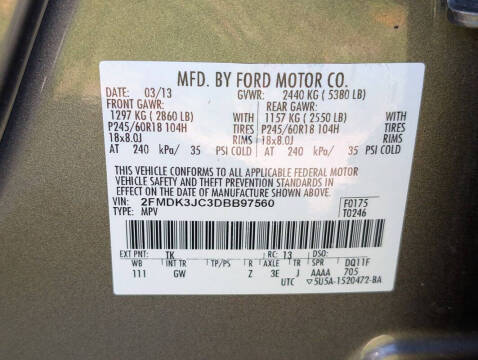 MFD. BY FORD MOTOR CO.
DATE: 03/13 GVWR: 2440 KG ( 5380 LB)
FRONT GAWR: REAR GAWR:
1297 KG ( 2860 LB) WITH 1157 KG ( 2550 LB) WITH
P245/60R18 104H TIRES P245/60R18 104H TIRES
18x8.0J RIMS 18x8.0J RIMS
AT 240 kPa/ 35 PSI COLD AT 240 kPa/ 35 PSI COLD
THIS VEHICLE CONFORMS TO ALL APPLICABLE FEDERAL MOTOR
VEHICLE SAFETY AND THEFT PREVENTION STANDARDS IN
EFFECT ON THE DATE OF MANUFACTURE SHOWN ABOVE.
VIN: 2FMDK3JC3DBB97560 F0175
TYPE: MPV T0246
EXT PNT: TK RC: 13 DSO:
WB INT TR TP/PS R AXLE TR SPR DQ11F
111 GW Z 3E J AAAA 705
UTC ▽5U5A-1520472-BA